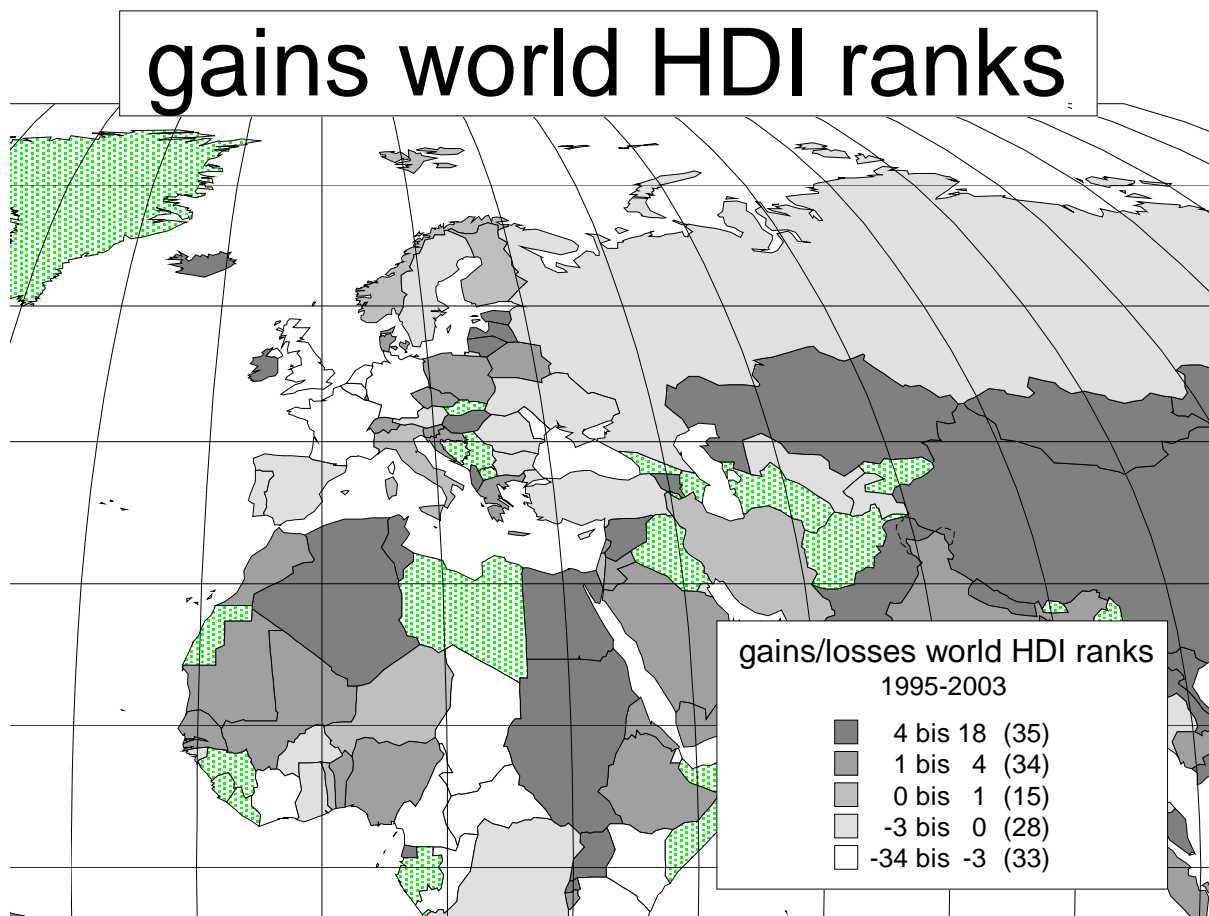 gains world HDI ranks
gains/losses world HDI ranks
1995-2003
4 bis 18 (35)
1 bis 4 (34)
0 bis 1 (15)
-3 bis 0 (28)
-34 bis -3 (33)